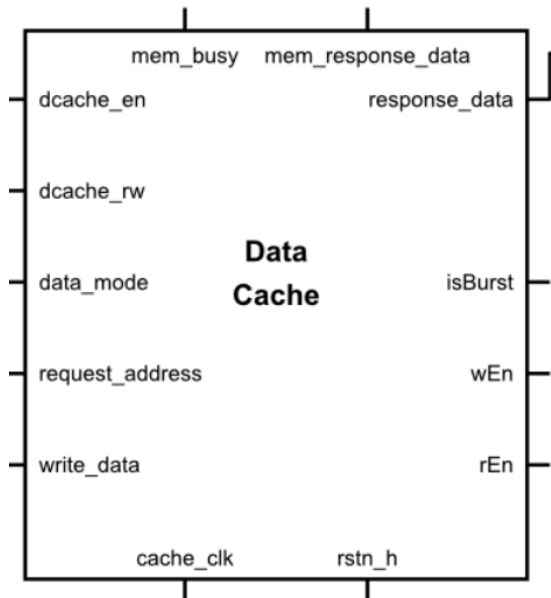 mem_busy mem_response_data
dcache_en response_data
dcache_rw
Data
Cache
data_mode isBurst
request_address wEn
write_data rEn
cache_clk rstn_h